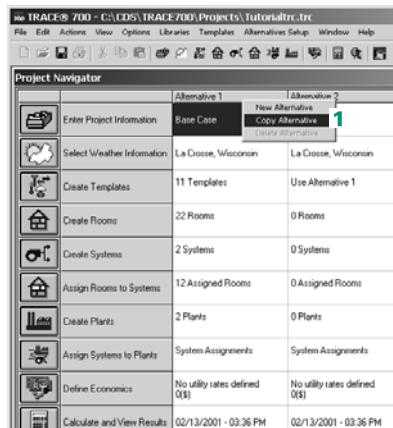 TRACE® 700 - C:\CDS\TRACE700\Projects\Tutorialtrc.trc
File Edit Actions View Options Libraries Templates Alternatives Setup Window Help
Project Navigator
Alternative 1 Alternative 2
New Alternative
Copy Alternative 1
Delete Alternative
Enter Project Information Base Case
Select Weather Information La Crosse, Wisconsin La Crosse, Wisconsin
Create Templates 11 Templates Use Alternative 1
Create Rooms 22 Rooms 0 Rooms
Create Systems 2 Systems 0 Systems
Assign Rooms to Systems 12 Assigned Rooms 0 Assigned Rooms
Create Plants 2 Plants 0 Plants
Assign Systems to Plants System Assignments System Assignments
Define Economics No utility rates defined No utility rates defined
0($) 0($)
Calculate and View Results 02/13/2001 - 03:36 PM 02/13/2001 - 03:36 PM